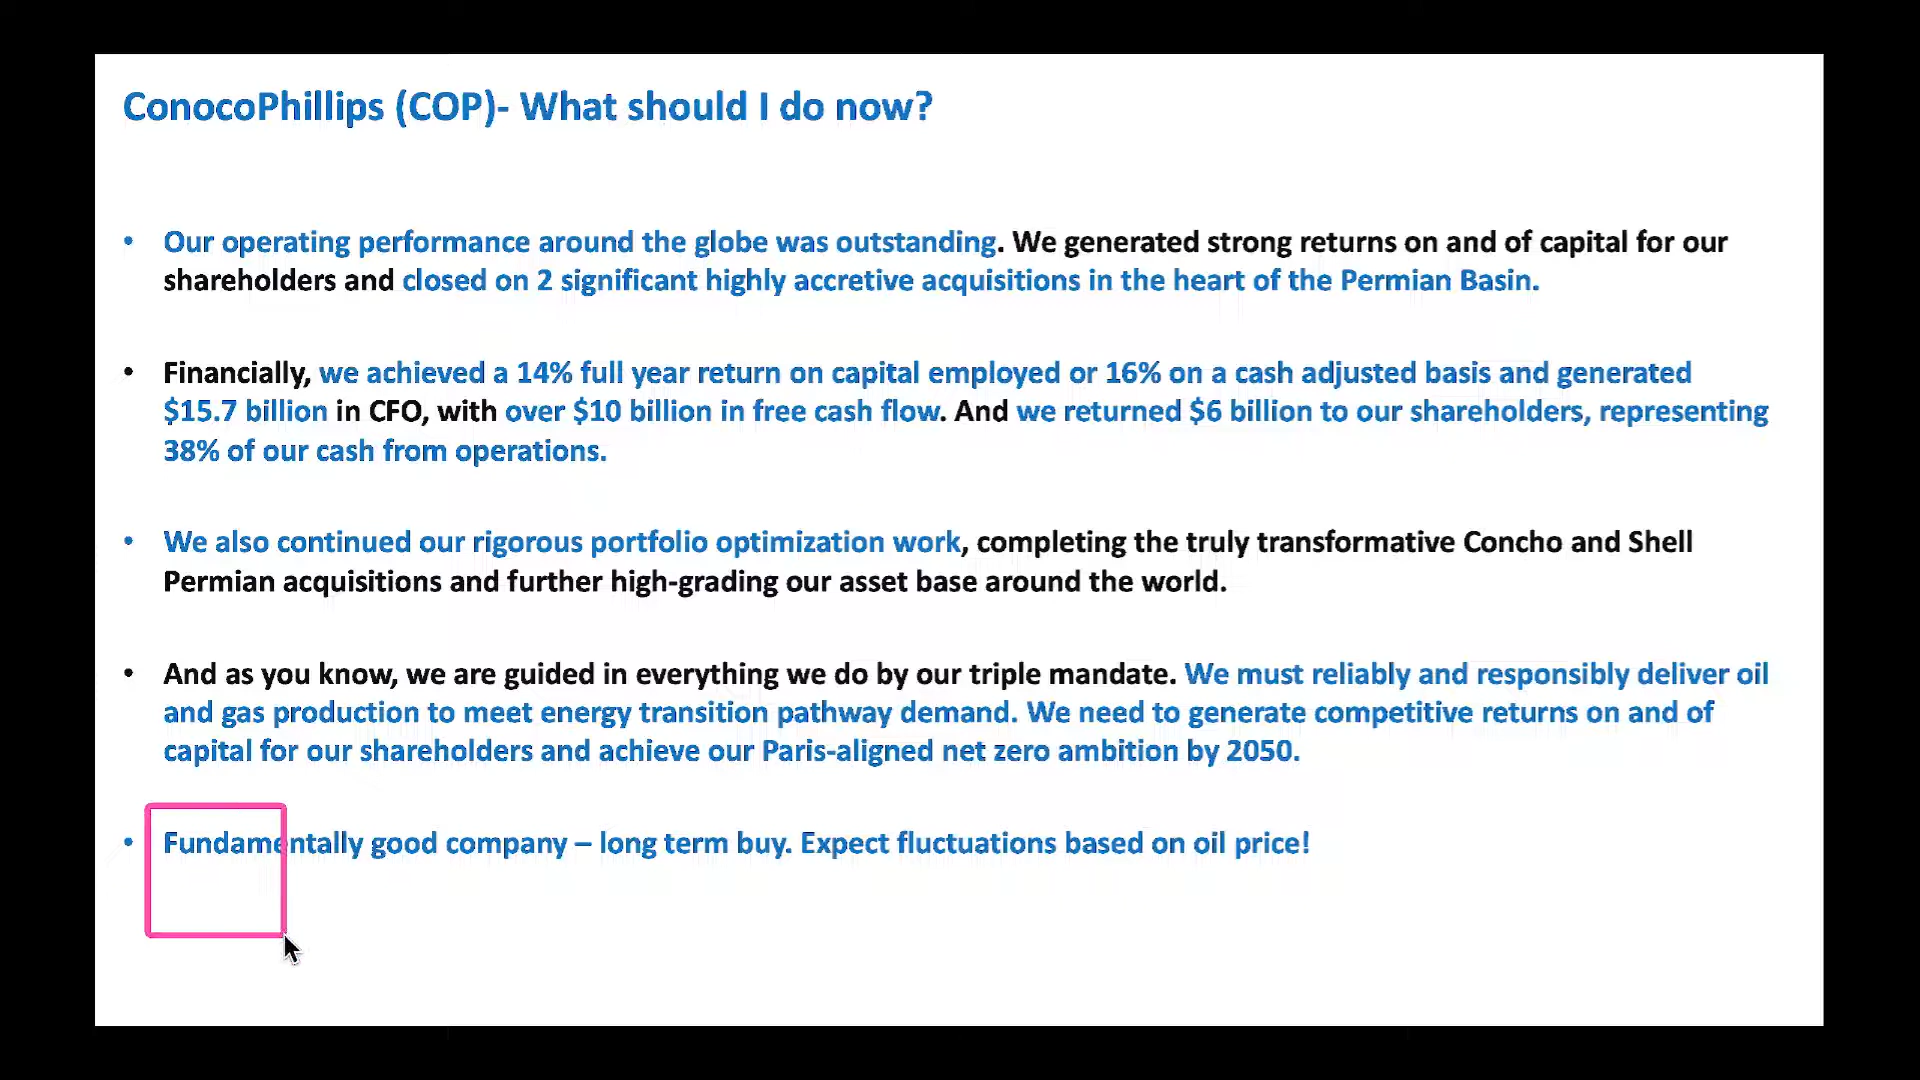 ConocoPhillips (COP)- What should I do now?
• Our operating performance around the globe was outstanding. We generated strong returns on and of capital for our
shareholders and closed on 2 significant highly accretive acquisitions in the heart of the Permian Basin.
• Financially, we achieved a 14% full year return on capital employed or 16% on a cash adjusted basis and generated
$15.7 billion in CFO, with over $10 billion in free cash flow. And we returned $6 billion to our shareholders, representing
38% of our cash from operations.
• We also continued our rigorous portfolio optimization work, completing the truly transformative Concho and Shell
Permian acquisitions and further high-grading our asset base around the world.
• And as you know, we are guided in everything we do by our triple mandate. We must reliably and responsibly deliver oil
and gas production to meet energy transition pathway demand. We need to generate competitive returns on and of
capital for our shareholders and achieve our Paris-aligned net zero ambition by 2050.
• Fundamentally good company – long term buy. Expect fluctuations based on oil price!